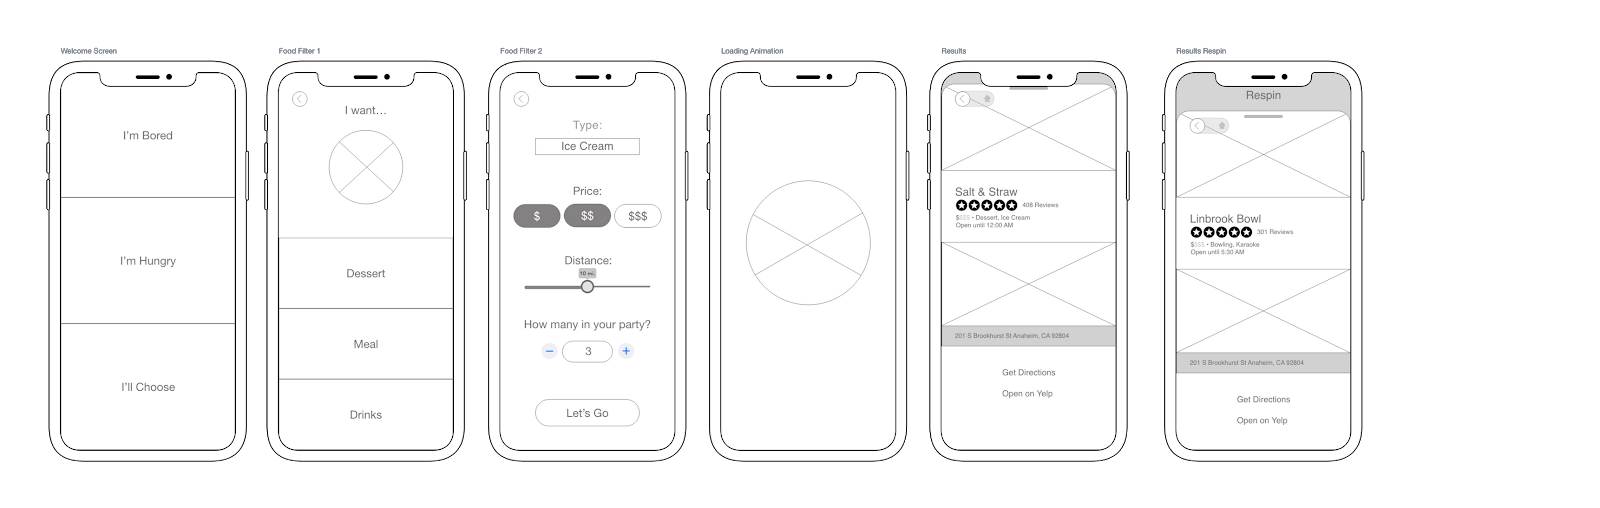 Welcome Screen
I'm Bored
I'm Hungry
I'll Choose
Food Filter 1
I want...
Dessert
Meal
Drinks
Food Filter 2
Type:
Ice Cream
Price:
$ $$ $$$
Distance:
10 mi.
How many in your party?
− 3 +
Let's Go
Loading Animation
Results
Salt & Straw
408 Reviews
$$$$ • Dessert, Ice Cream
Open until 12:00 AM
201 S Brookhurst St Anaheim, CA 92804
Get Directions
Open on Yelp
Results Respin
Respin
Linbrook Bowl
301 Reviews
$$$$ • Bowling, Karaoke
Open until 5:30 AM
201 S Brookhurst St Anaheim, CA 92804
Get Directions
Open on Yelp